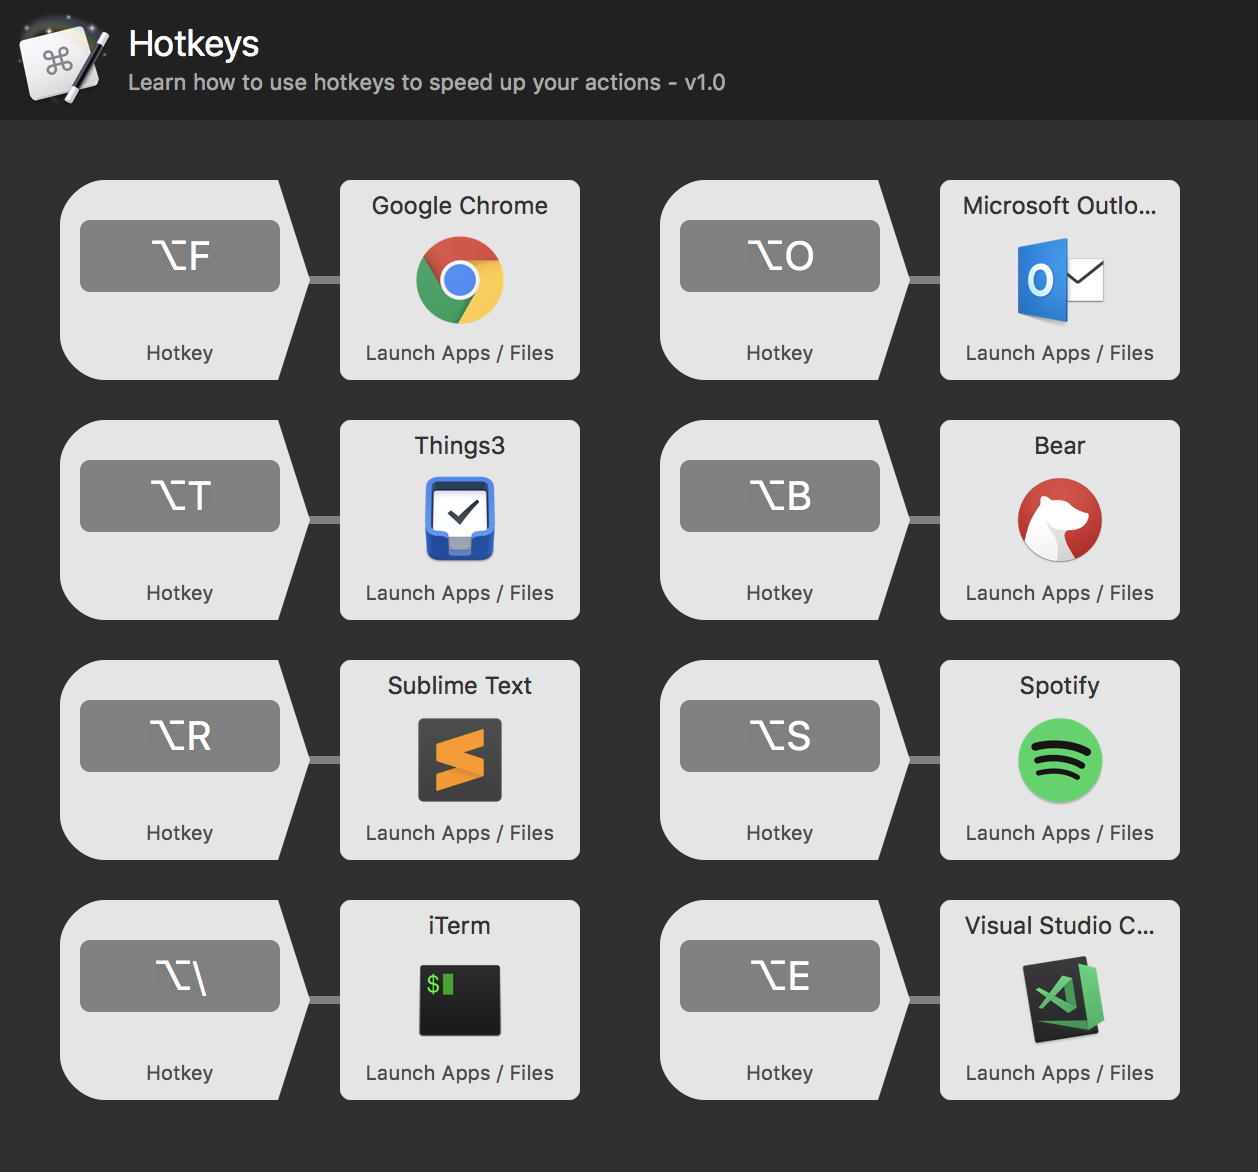 Hotkeys
Learn how to use hotkeys to speed up your actions - v1.0
⌥F
Hotkey
Google Chrome
Launch Apps / Files
⌥O
Hotkey
Microsoft Outlo...
O
Launch Apps / Files
⌥T
Hotkey
Things3
Launch Apps / Files
⌥B
Hotkey
Bear
Launch Apps / Files
⌥R
Hotkey
Sublime Text
Launch Apps / Files
⌥S
Hotkey
Spotify
Launch Apps / Files
⌥\
Hotkey
iTerm
$
Launch Apps / Files
⌥E
Hotkey
Visual Studio C...
Launch Apps / Files